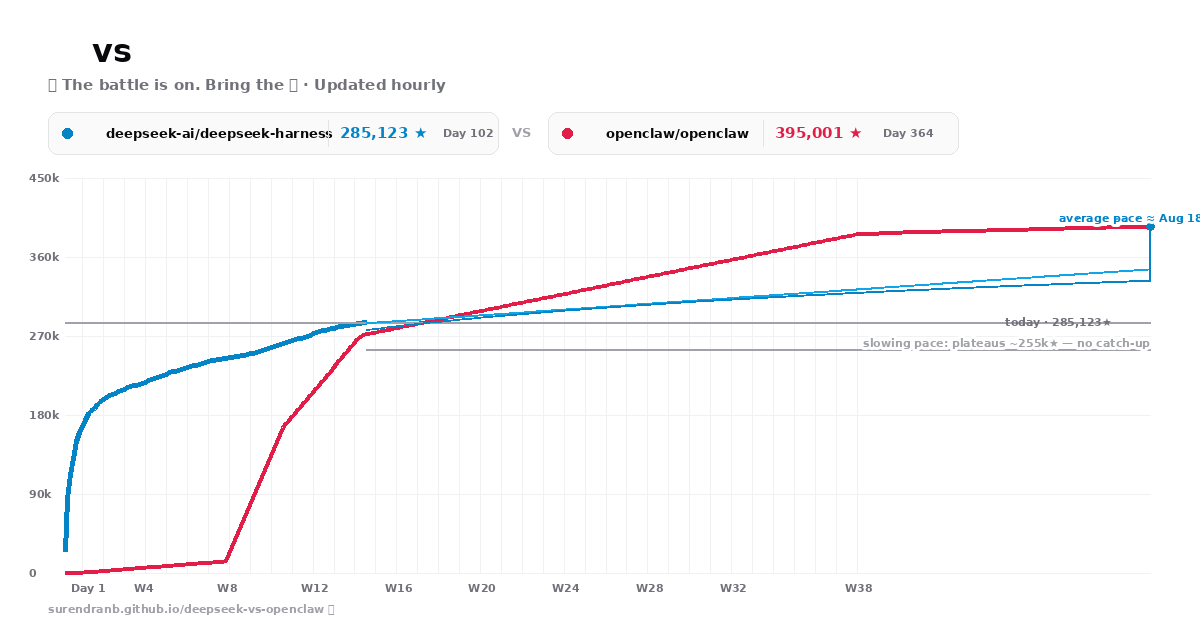 vs
The battle is on. Bring the · Updated hourly
deepseek-ai/deepseek-harness 285,123 ★ Day 102
VS
openclaw/openclaw 395,001 ★ Day 364
450k
average pace ≈ Aug 18
360k
today · 285,123★
270k
slowing pace: plateaus ~255k★ — no catch-up
180k
90k
0
Day 1 W4 W8 W12 W16 W20 W24 W28 W32 W38
surendranb.github.io/deepseek-vs-openclaw